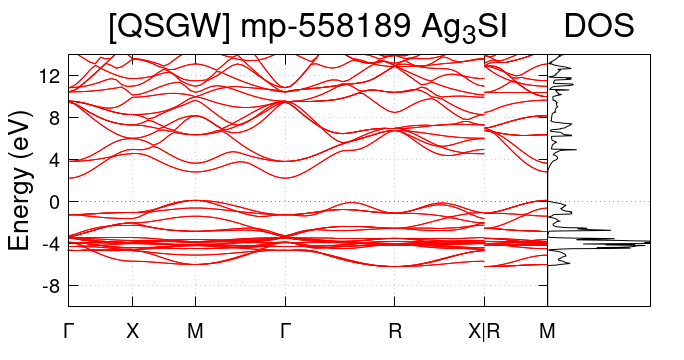 [QSGW] mp-558189 Ag₃SI DOS
Energy (eV)
12
8
4
0
-4
-8
Γ X M Γ R X|R M